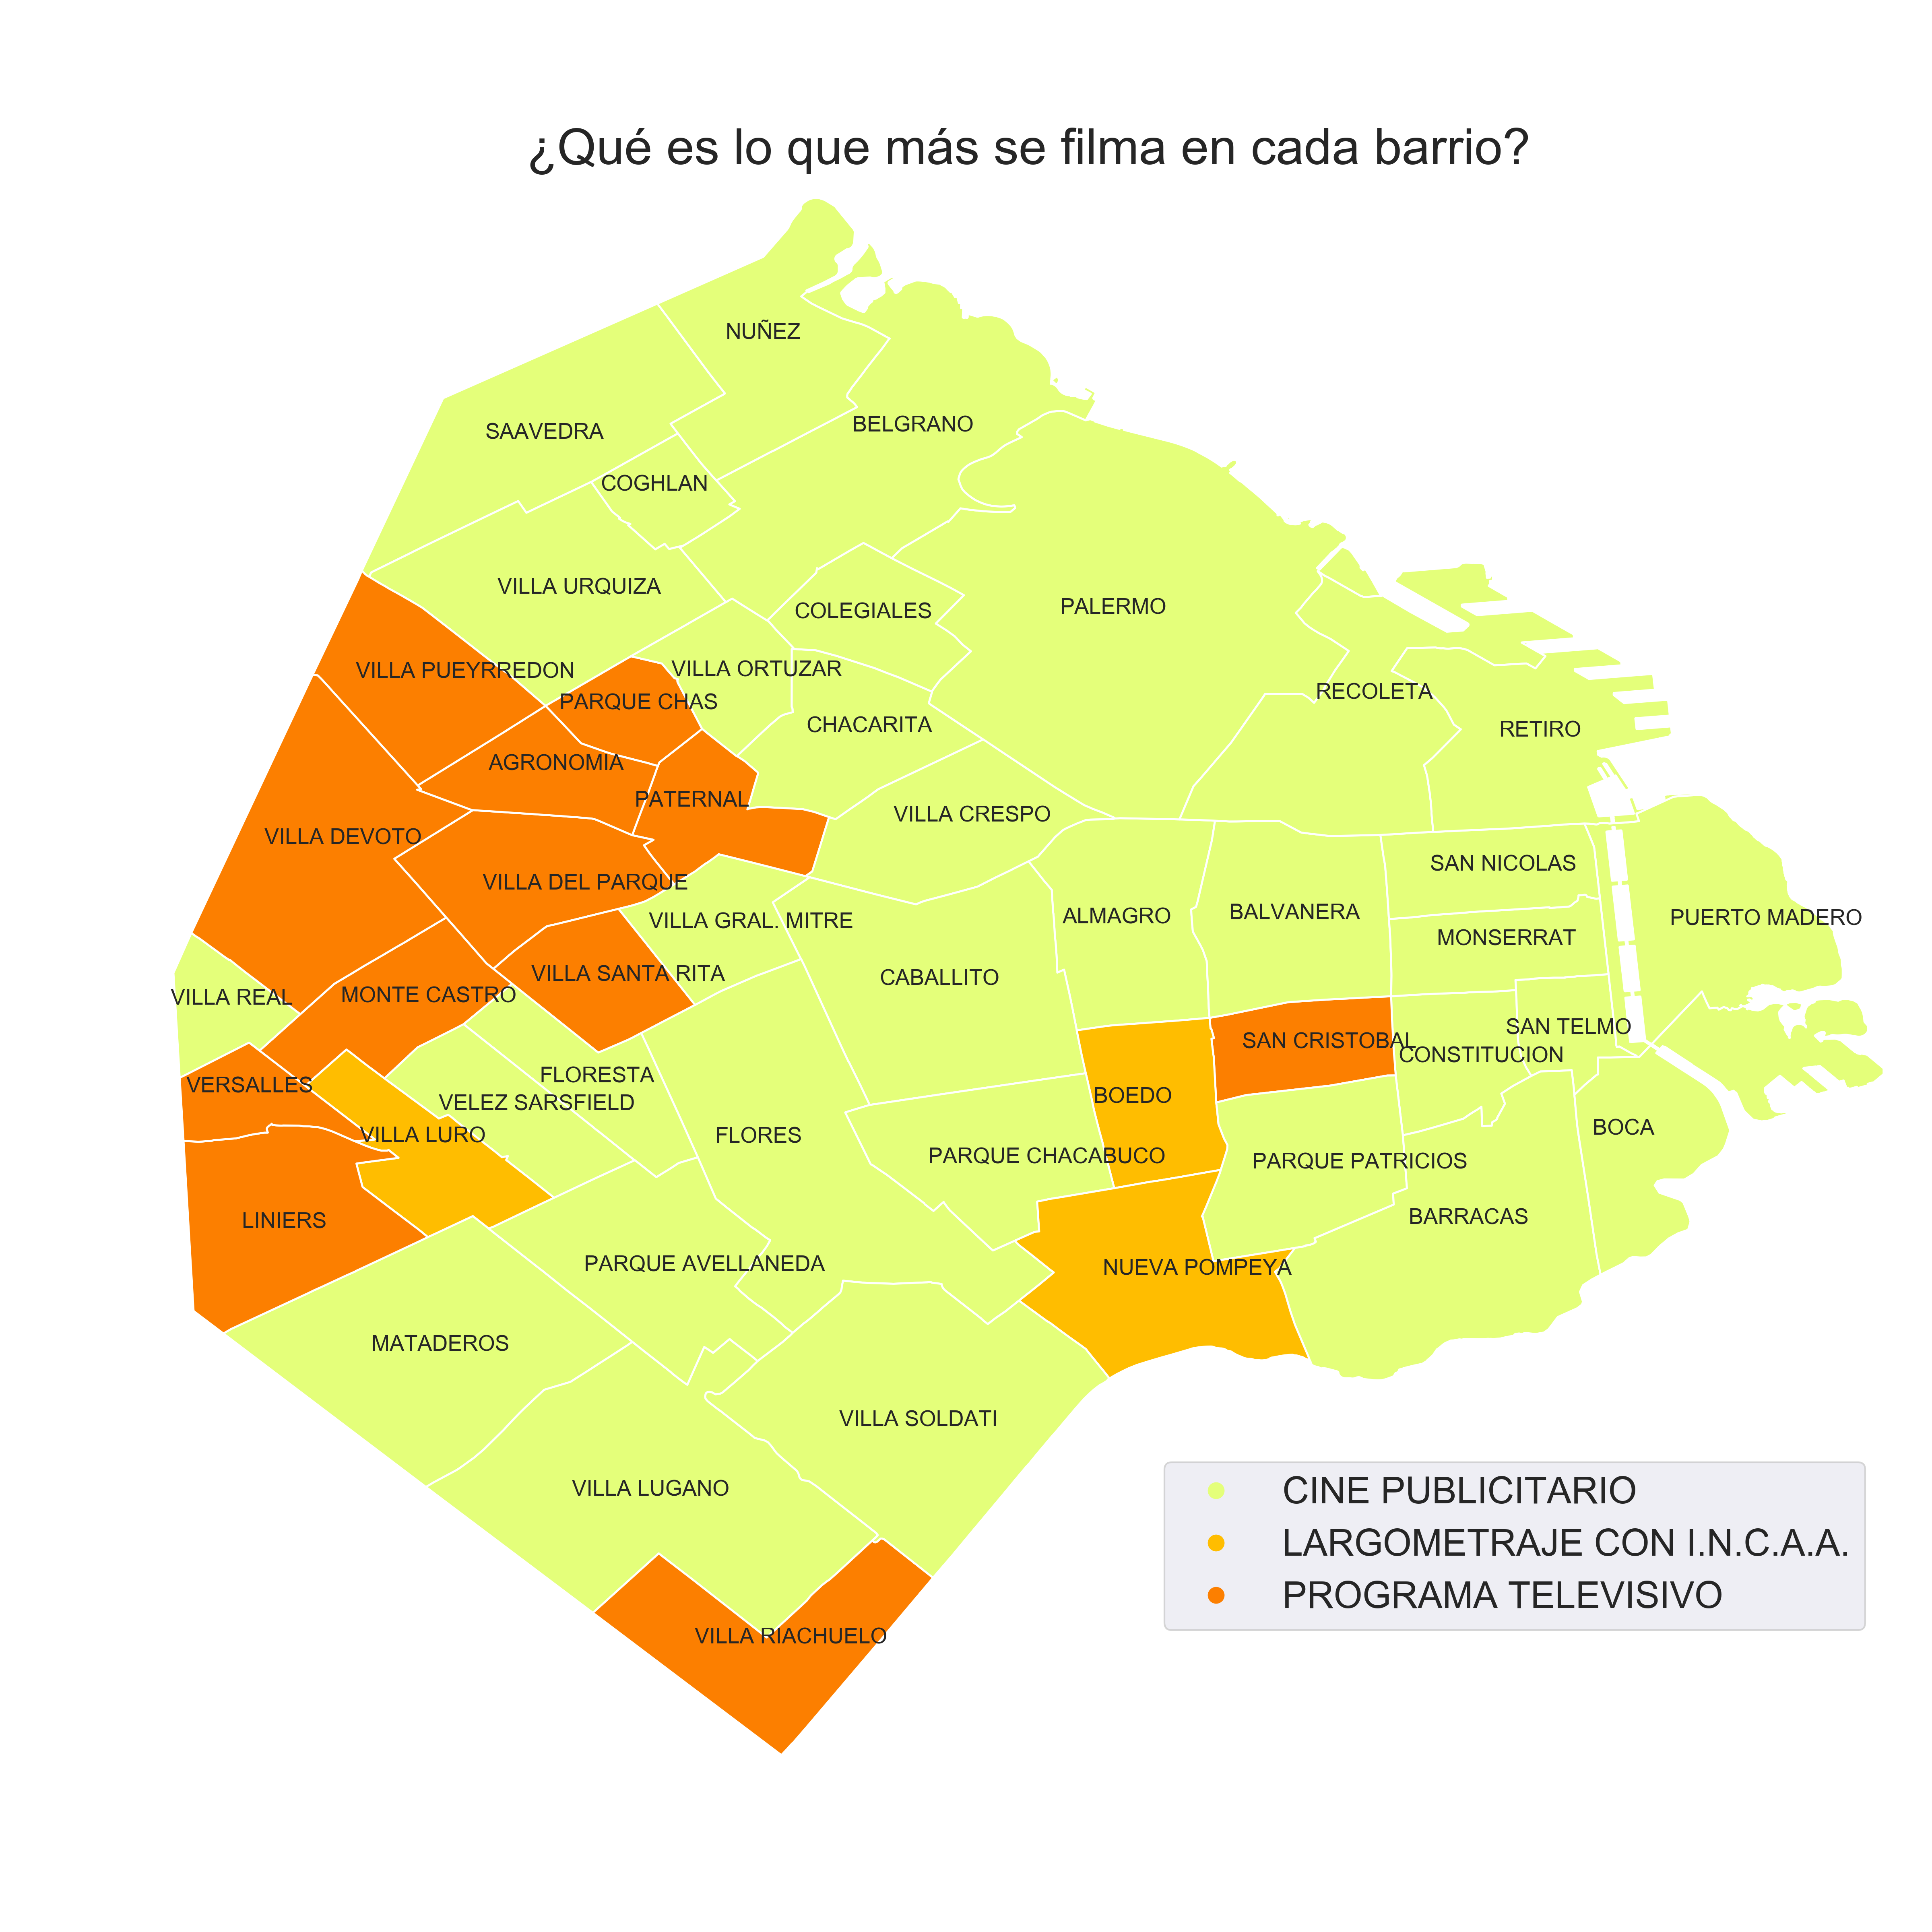 ¿Qué es lo que más se filma en cada barrio?
NUÑEZ
BELGRANO
SAAVEDRA
COGHLAN
VILLA URQUIZA
PALERMO
COLEGIALES
VILLA ORTUZAR
VILLA PUEYRREDON
RECOLETA
PARQUE CHAS
CHACARITA
RETIRO
AGRONOMIA
PATERNAL
VILLA CRESPO
VILLA DEVOTO
SAN NICOLAS
VILLA DEL PARQUE
BALVANERA
ALMAGRO
PUERTO MADERO
VILLA GRAL. MITRE
MONSERRAT
VILLA SANTA RITA
CABALLITO
MONTE CASTRO
VILLA REAL
SAN TELMO
SAN CRISTOBAL
CONSTITUCION
FLORESTA
VERSALLES
BOEDO
VELEZ SARSFIELD
BOCA
VILLA LURO
FLORES
PARQUE CHACABUCO
PARQUE PATRICIOS
BARRACAS
LINIERS
PARQUE AVELLANEDA
NUEVA POMPEYA
MATADEROS
VILLA SOLDATI
VILLA LUGANO
VILLA RIACHUELO
CINE PUBLICITARIO
LARGOMETRAJE CON I.N.C.A.A.
PROGRAMA TELEVISIVO